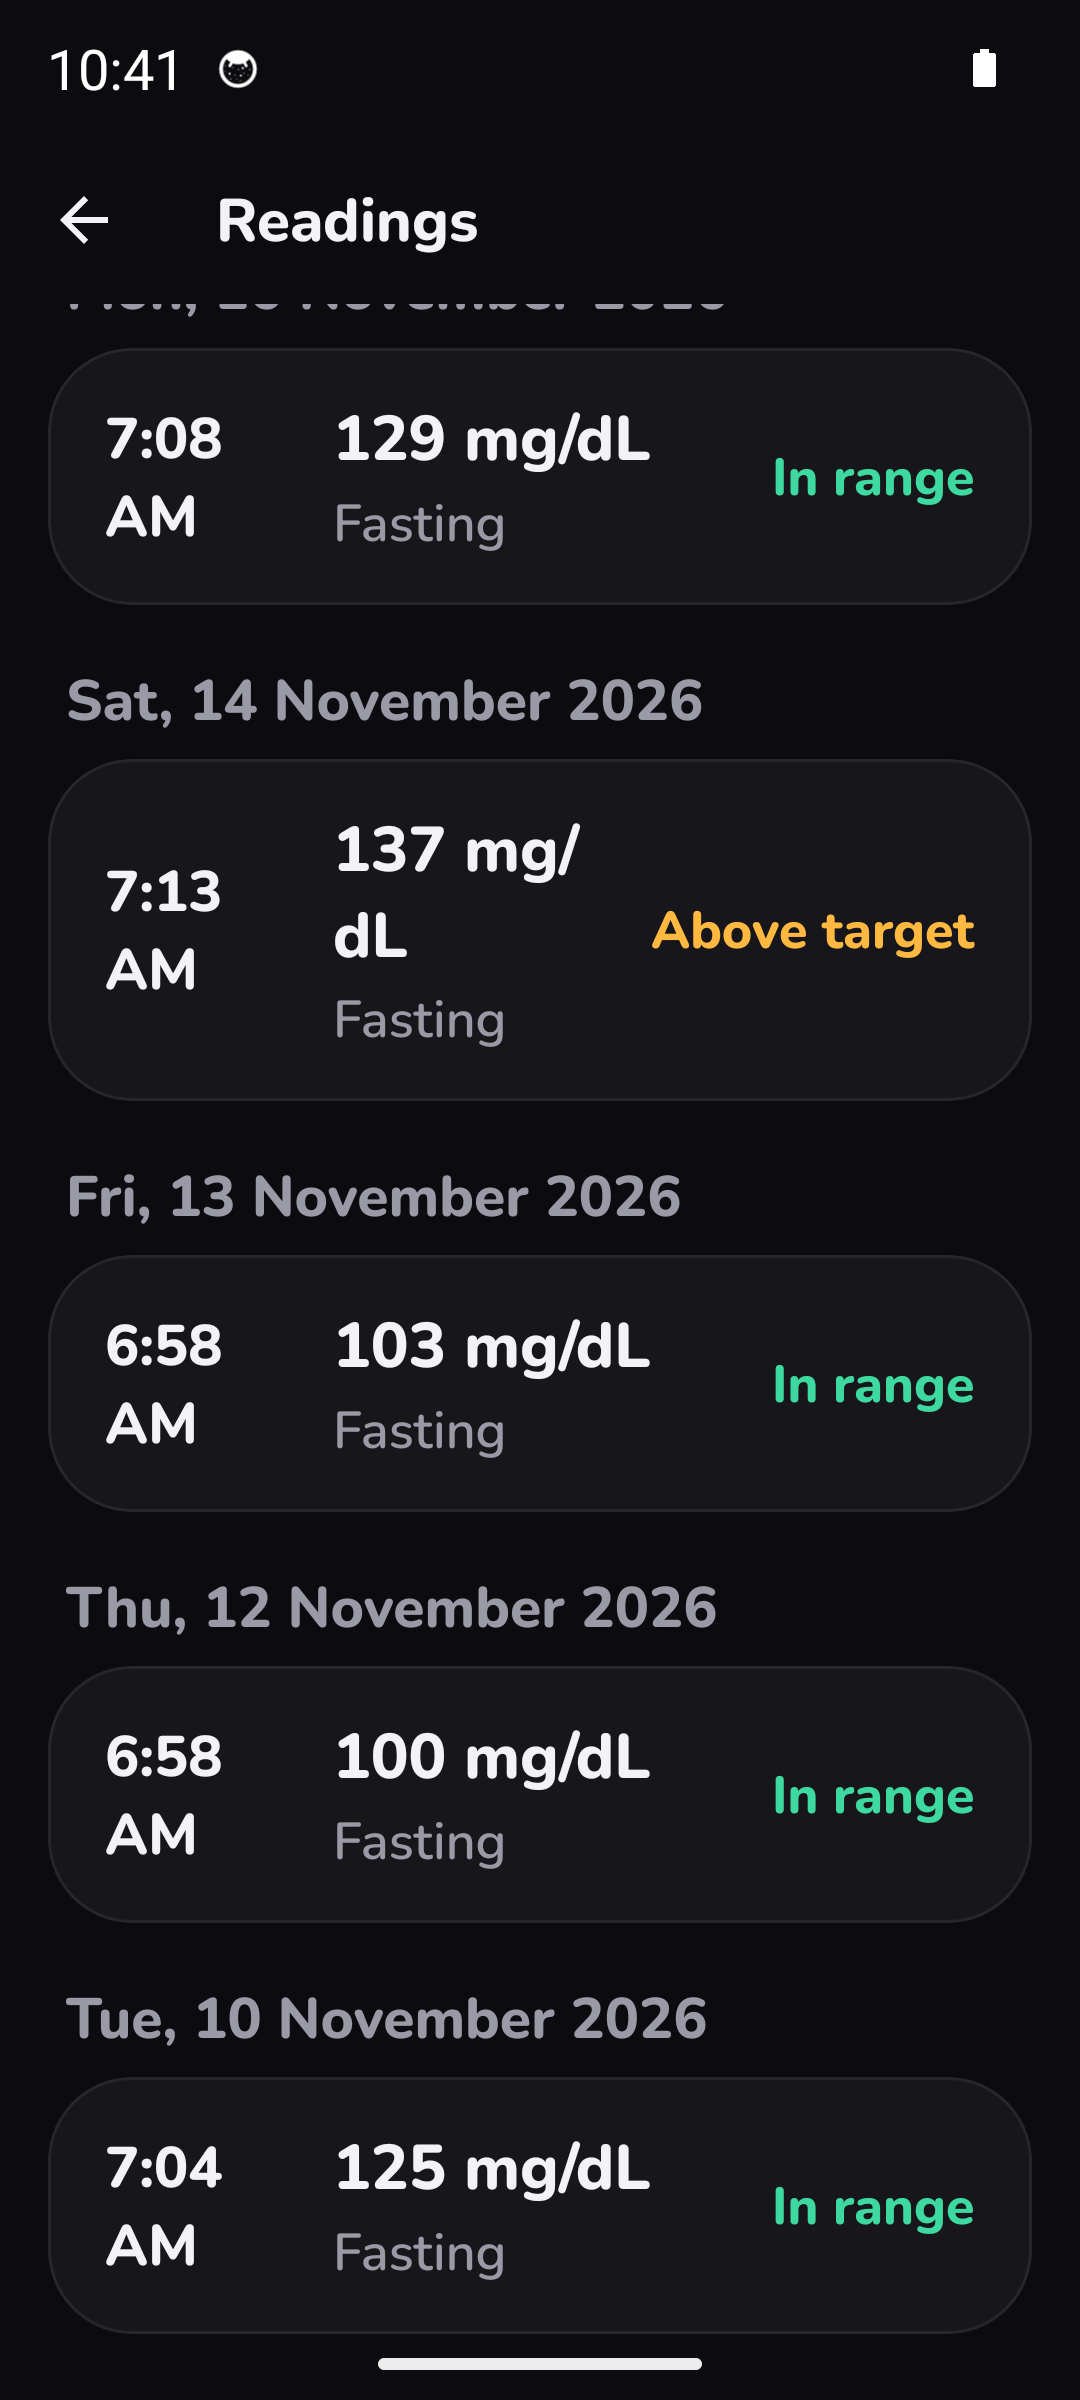 10:41
Readings
7:08
AM
129 mg/dL
Fasting
In range
Sat, 14 November 2026
7:13
AM
137 mg/
dL
Fasting
Above target
Fri, 13 November 2026
6:58
AM
103 mg/dL
Fasting
In range
Thu, 12 November 2026
6:58
AM
100 mg/dL
Fasting
In range
Tue, 10 November 2026
7:04
AM
125 mg/dL
Fasting
In range